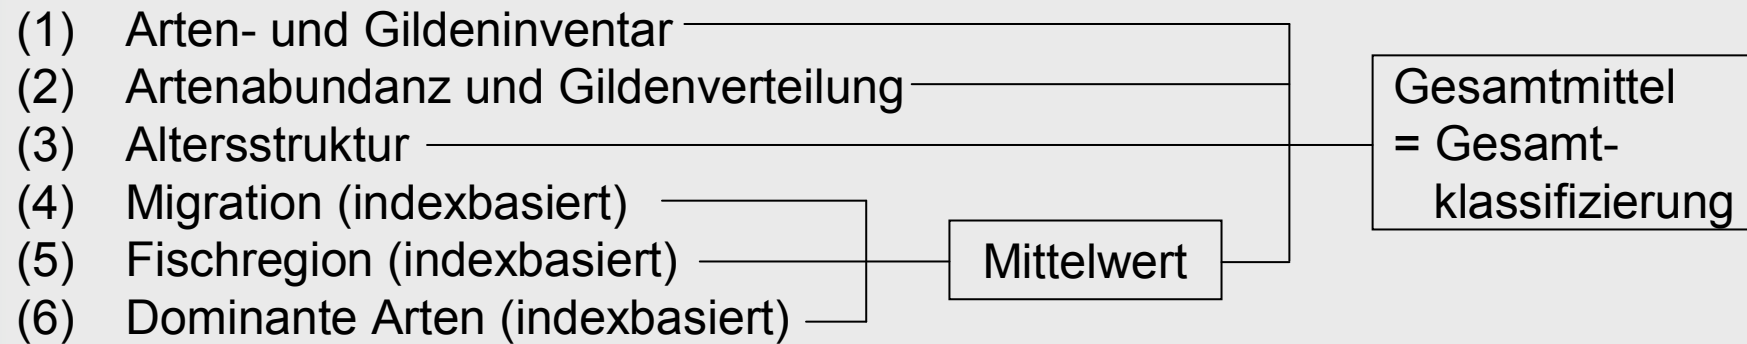 (1) Arten- und Gildeninventar
(2) Artenabundanz und Gildenverteilung
(3) Altersstruktur
(4) Migration (indexbasiert)
(5) Fischregion (indexbasiert)
(6) Dominante Arten (indexbasiert)
Mittelwert
Gesamtmittel
= Gesamt-
klassifizierung